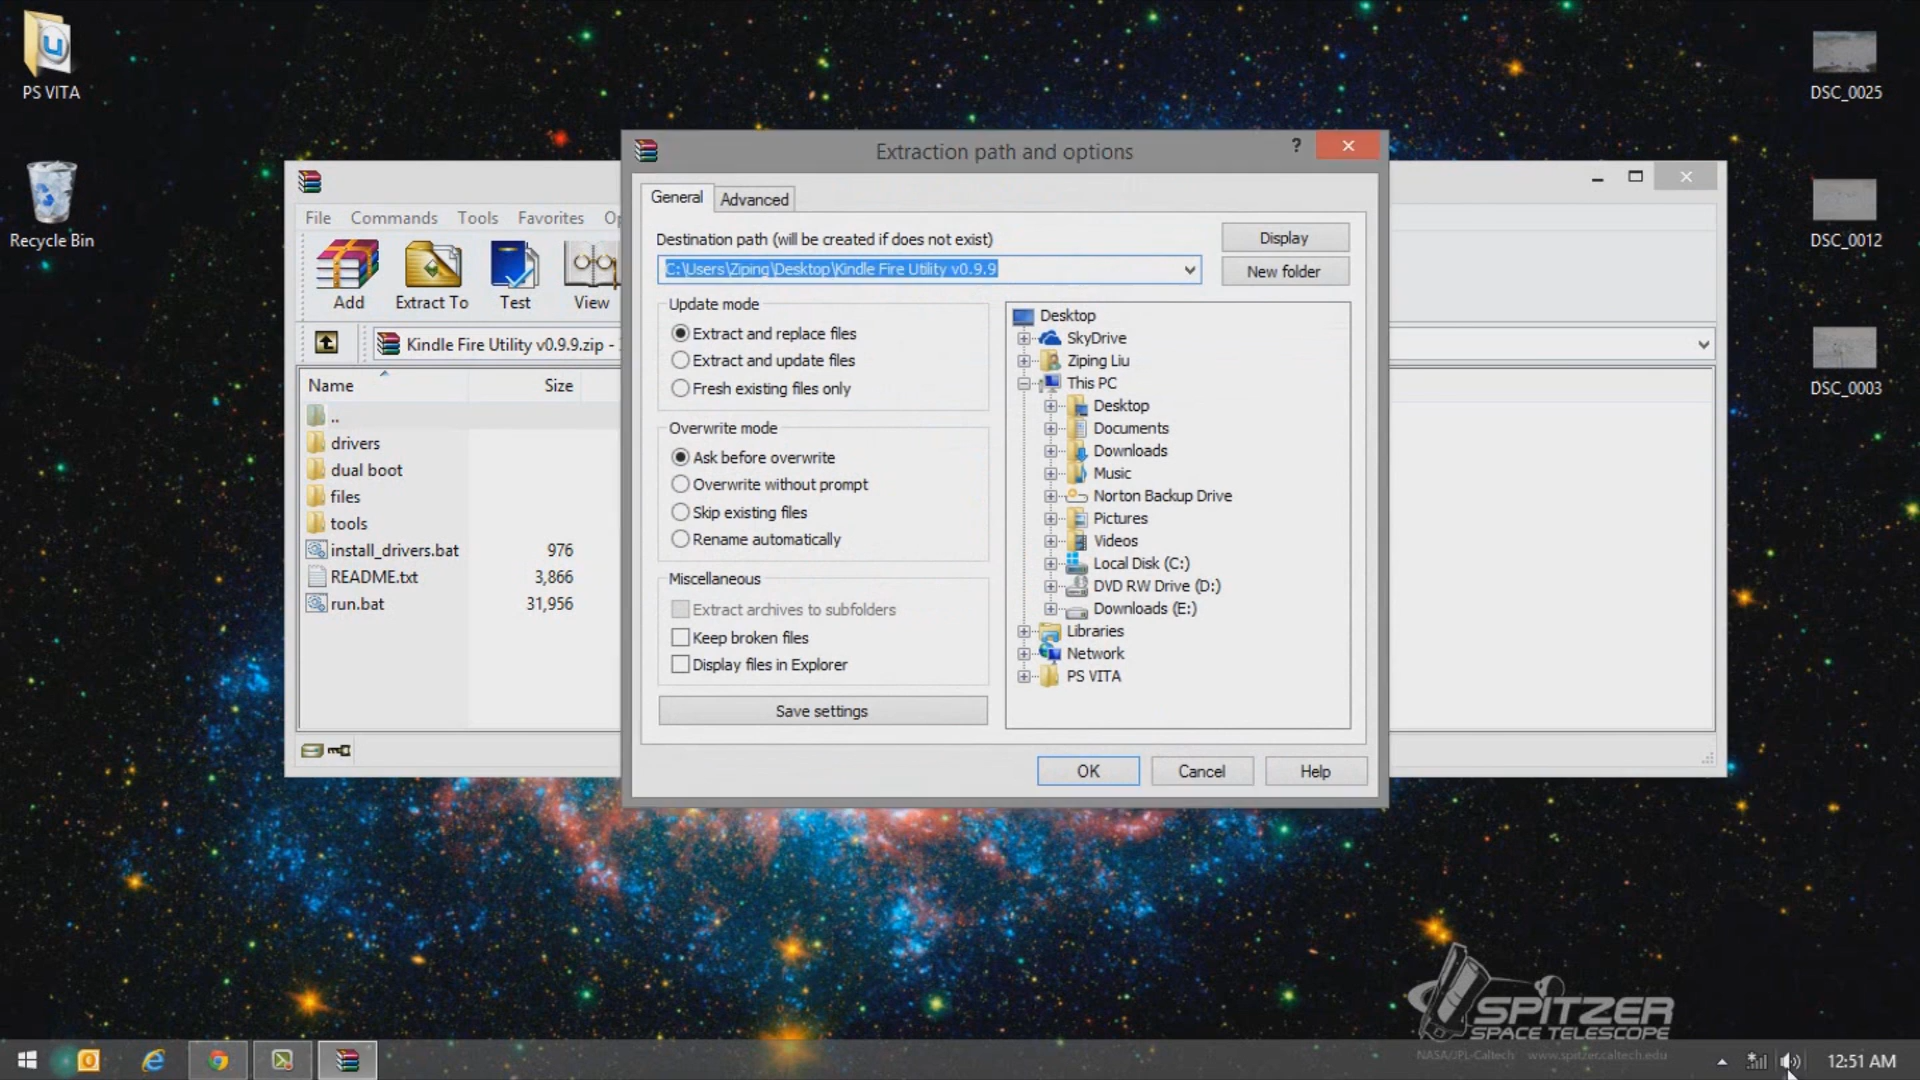 PS VITA
Recycle Bin
DSC_0025
DSC_0012
DSC_0003
File Commands Tools Favorites
Add Extract To Test View
Kindle Fire Utility v0.9.9.zip -
Name Size
..
drivers
dual boot
files
tools
install_drivers.bat 976
README.txt 3,866
run.bat 31,956
Extraction path and options
?
General Advanced
Destination path (will be created if does not exist)
C:\Users\Ziping\Desktop\Kindle Fire Utility v0.9.9
Display
New folder
Update mode
Extract and replace files
Extract and update files
Fresh existing files only
Overwrite mode
Ask before overwrite
Overwrite without prompt
Skip existing files
Rename automatically
Miscellaneous
Extract archives to subfolders
Keep broken files
Display files in Explorer
Save settings
Desktop
SkyDrive
Ziping Liu
This PC
Desktop
Documents
Downloads
Music
Norton Backup Drive
Pictures
Videos
Local Disk (C:)
DVD RW Drive (D:)
Downloads (E:)
Libraries
Network
PS VITA
OK Cancel Help
SPITZER
SPACE TELESCOPE
NASA/JPL-Caltech www.spitzer.caltech.edu
12:51 AM